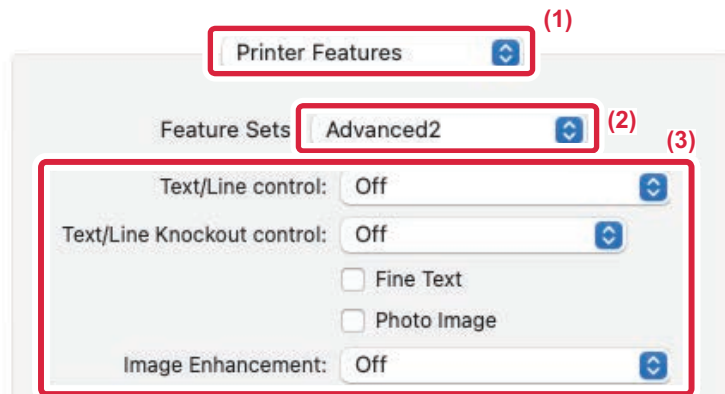 (1)
Printer Features
Feature Sets Advanced2 (2)
(3)
Text/Line control: Off
Text/Line Knockout control: Off
Fine Text
Photo Image
Image Enhancement: Off